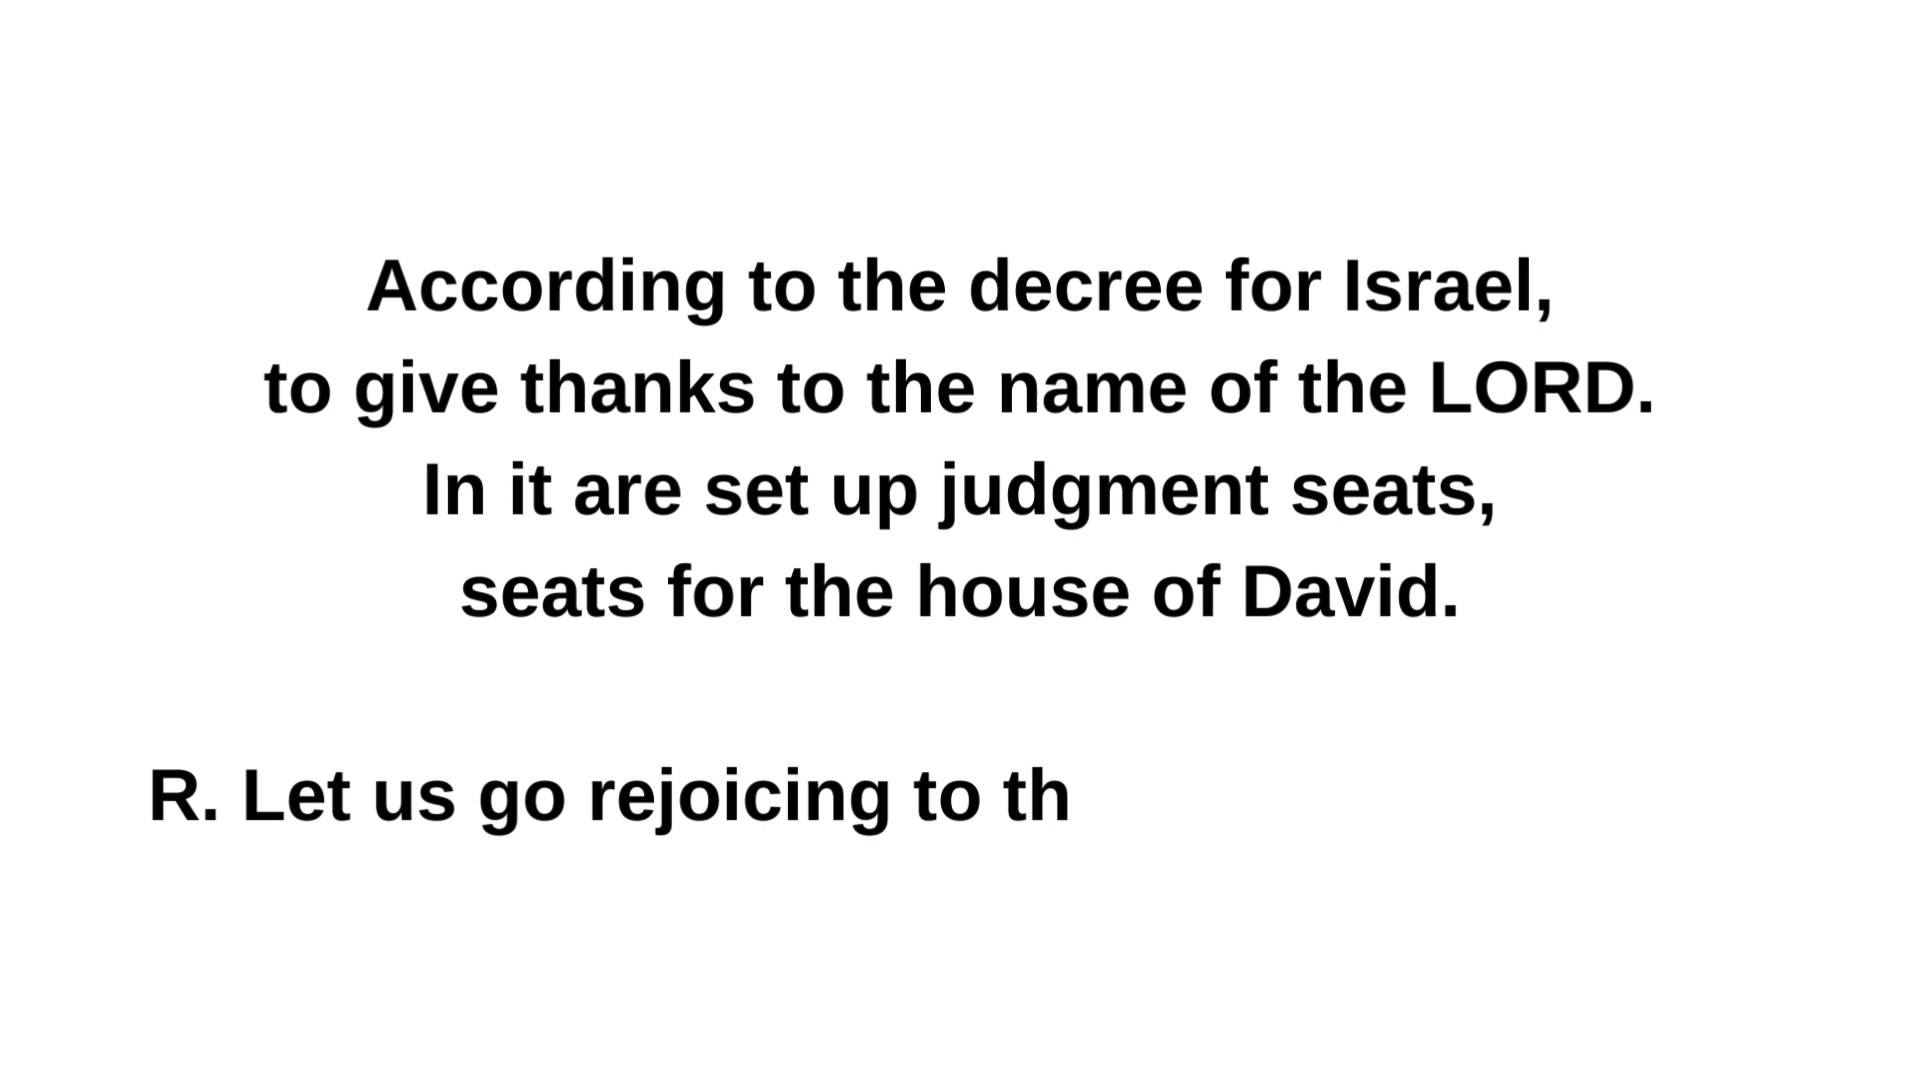 According to the decree for Israel,
to give thanks to the name of the LORD.
In it are set up judgment seats,
seats for the house of David.
R. Let us go rejoicing to th